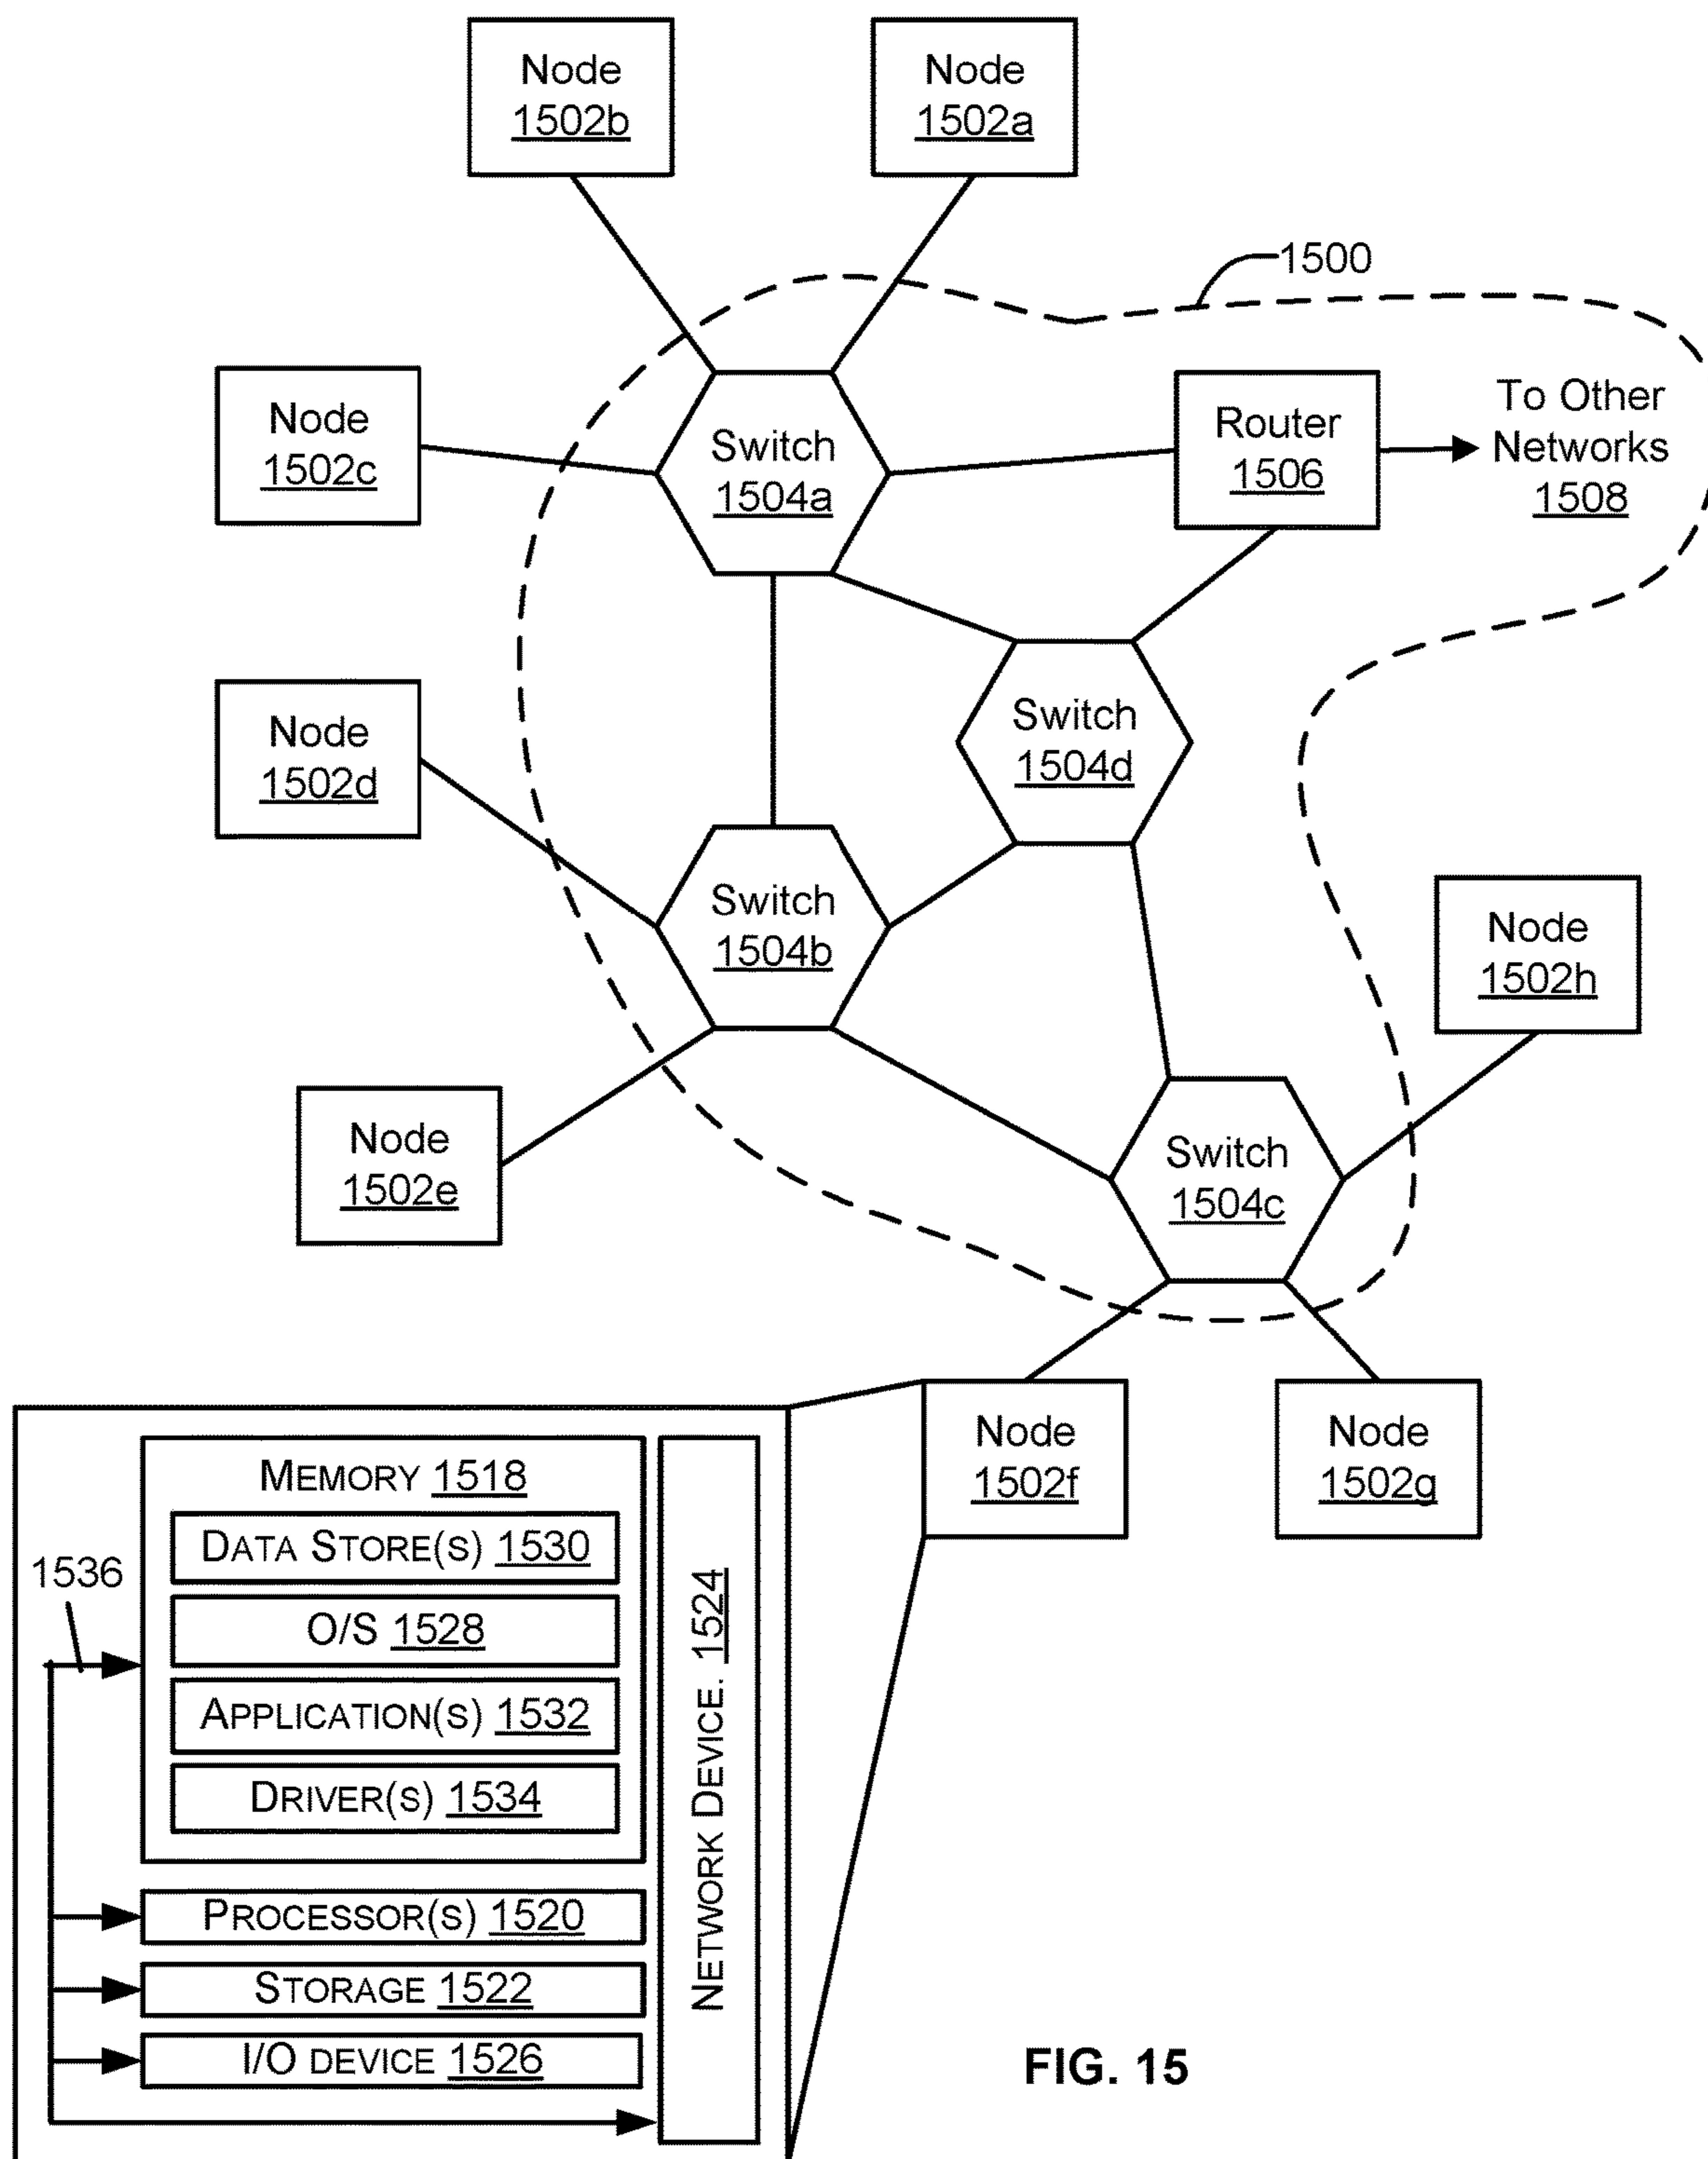 Node
1502b
Node
1502a
1500
Node
1502c
Switch
1504a
Router
1506
To Other
Networks
1508
Node
1502d
Switch
1504d
Switch
1504b
Node
1502h
Node
1502e
Switch
1504c
Node
1502f
Node
1502g
MEMORY 1518
DATA STORE(S) 1530
1536
O/S 1528
APPLICATION(S) 1532
DRIVER(S) 1534
NETWORK DEVICE. 1524
PROCESSOR(S) 1520
STORAGE 1522
I/O DEVICE 1526
FIG. 15